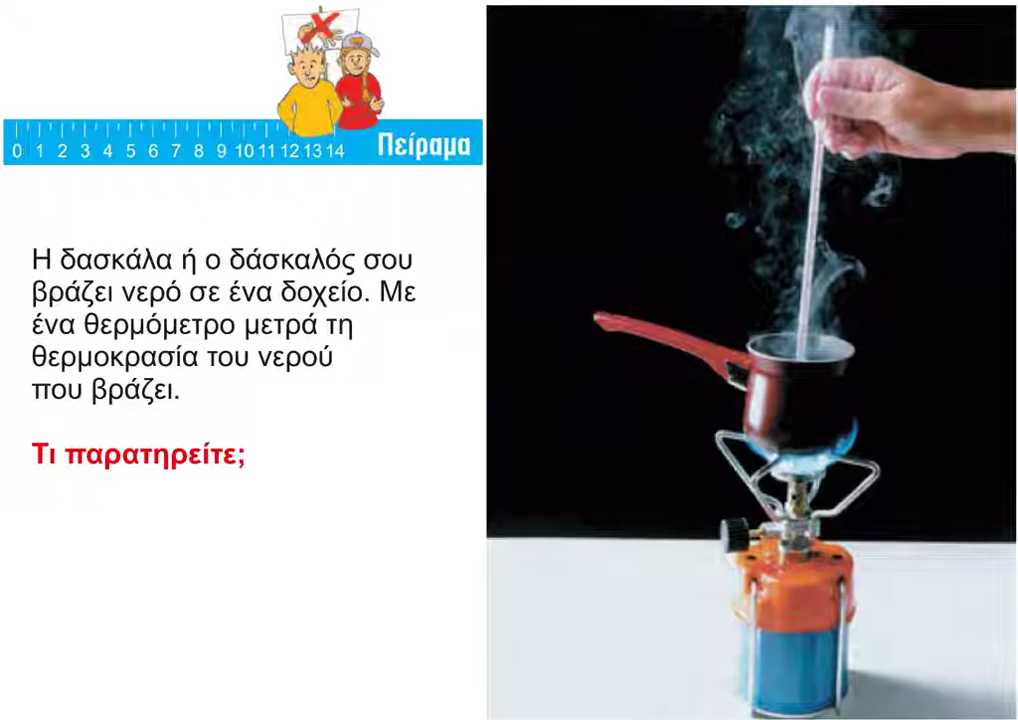 0 1 2 3 4 5 6 7 8 9 10 11 12 13 14 Πείραμα
Η δασκάλα ή ο δάσκαλός σου
βράζει νερό σε ένα δοχείο. Με
ένα θερμόμετρο μετρά τη
θερμοκρασία του νερού
που βράζει.
Τι παρατηρείτε;